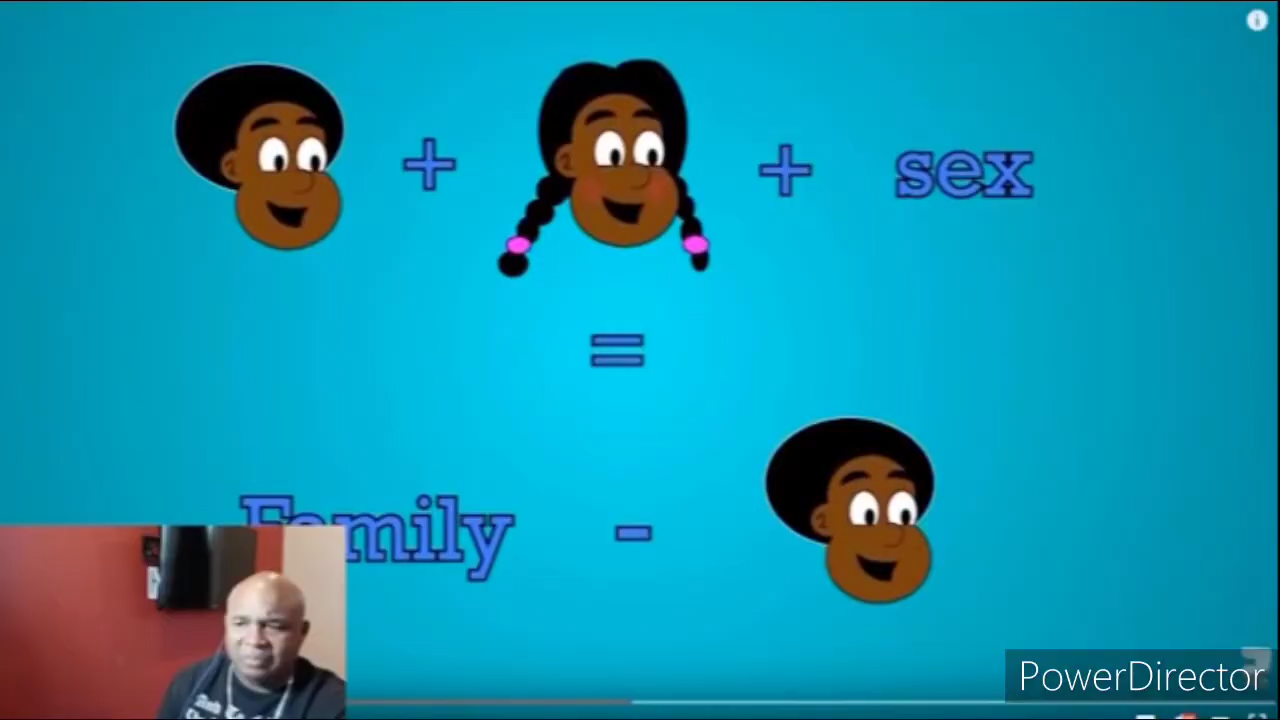 + + sex
=
Family -
PowerDirector